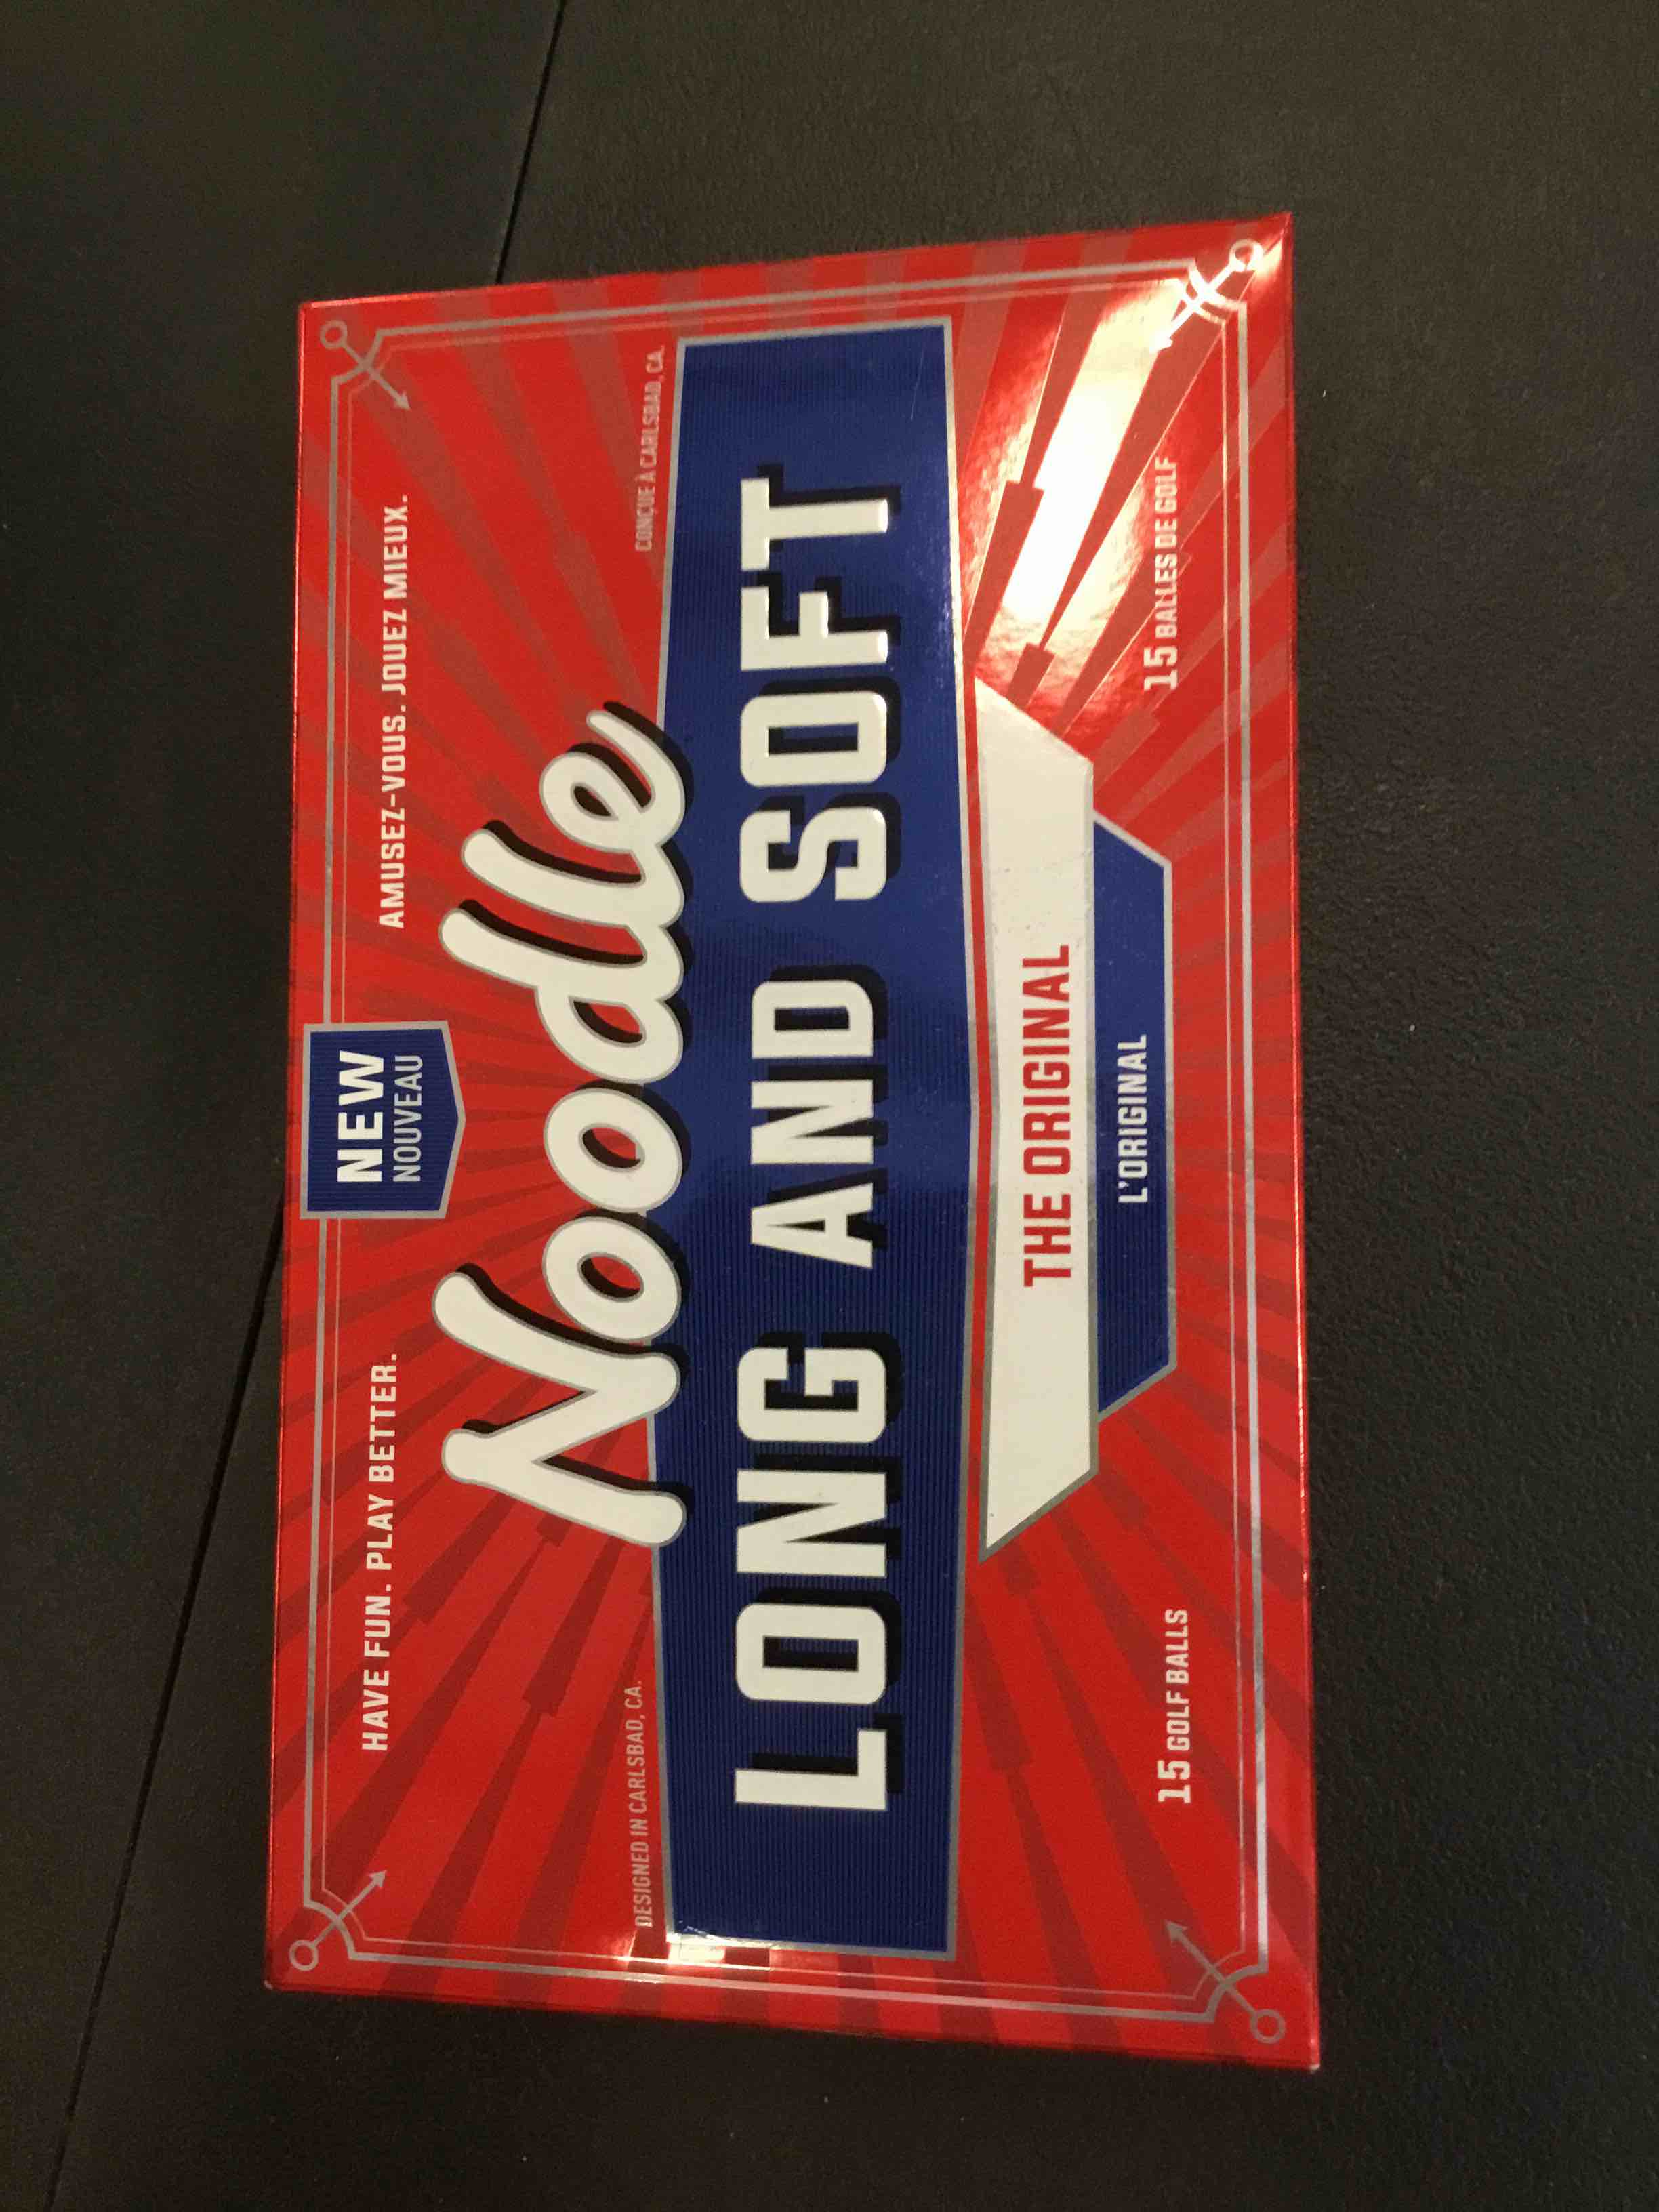 NEW
NOUVEAU
HAVE FUN. PLAY BETTER.
AMUSEZ-VOUS. JOUEZ MIEUX.
Noodle
DESIGNED IN CARLSBAD, CA.
CONCUE À CARLSBAD, CA.
LONG AND SOFT
THE ORIGINAL
L'ORIGINAL
15 GOLF BALLS
15 BALLES DE GOLF